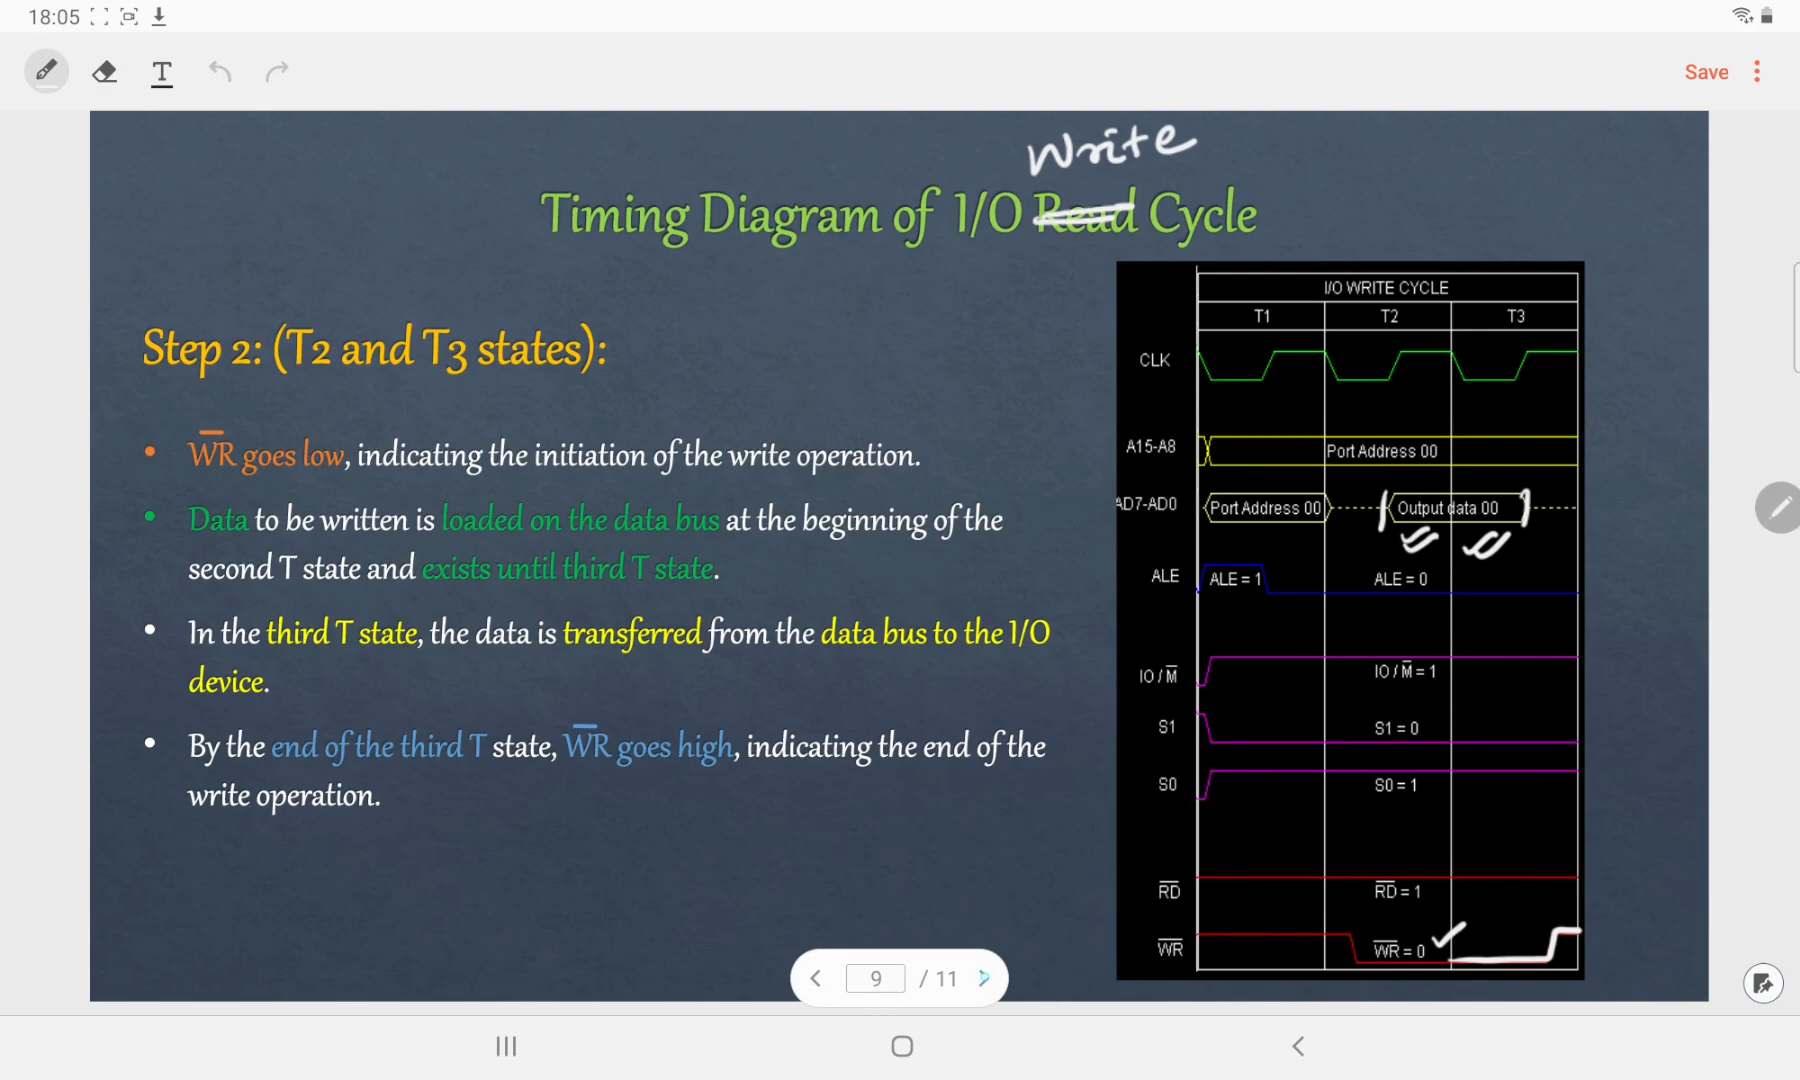 18:05
T
Save
Write
Timing Diagram of I/O Read Cycle
Step 2: (T2 and T3 states):
• W̅R̅ goes low, indicating the initiation of the write operation.
• Data to be written is loaded on the data bus at the beginning of the
second T state and exists until third T state.
• In the third T state, the data is transferred from the data bus to the I/O
device.
• By the end of the third T state, W̅R̅ goes high, indicating the end of the
write operation.
I/O WRITE CYCLE
T1 T2 T3
CLK
A15-A8 Port Address 00
AD7-AD0 Port Address 00 Output data 00
ALE ALE = 1 ALE = 0
IO / M̅ IO / M̅ = 1
S1 S1 = 0
S0 S0 = 1
R̅D̅ R̅D̅ = 1
W̅R̅ W̅R̅ = 0
9 / 11